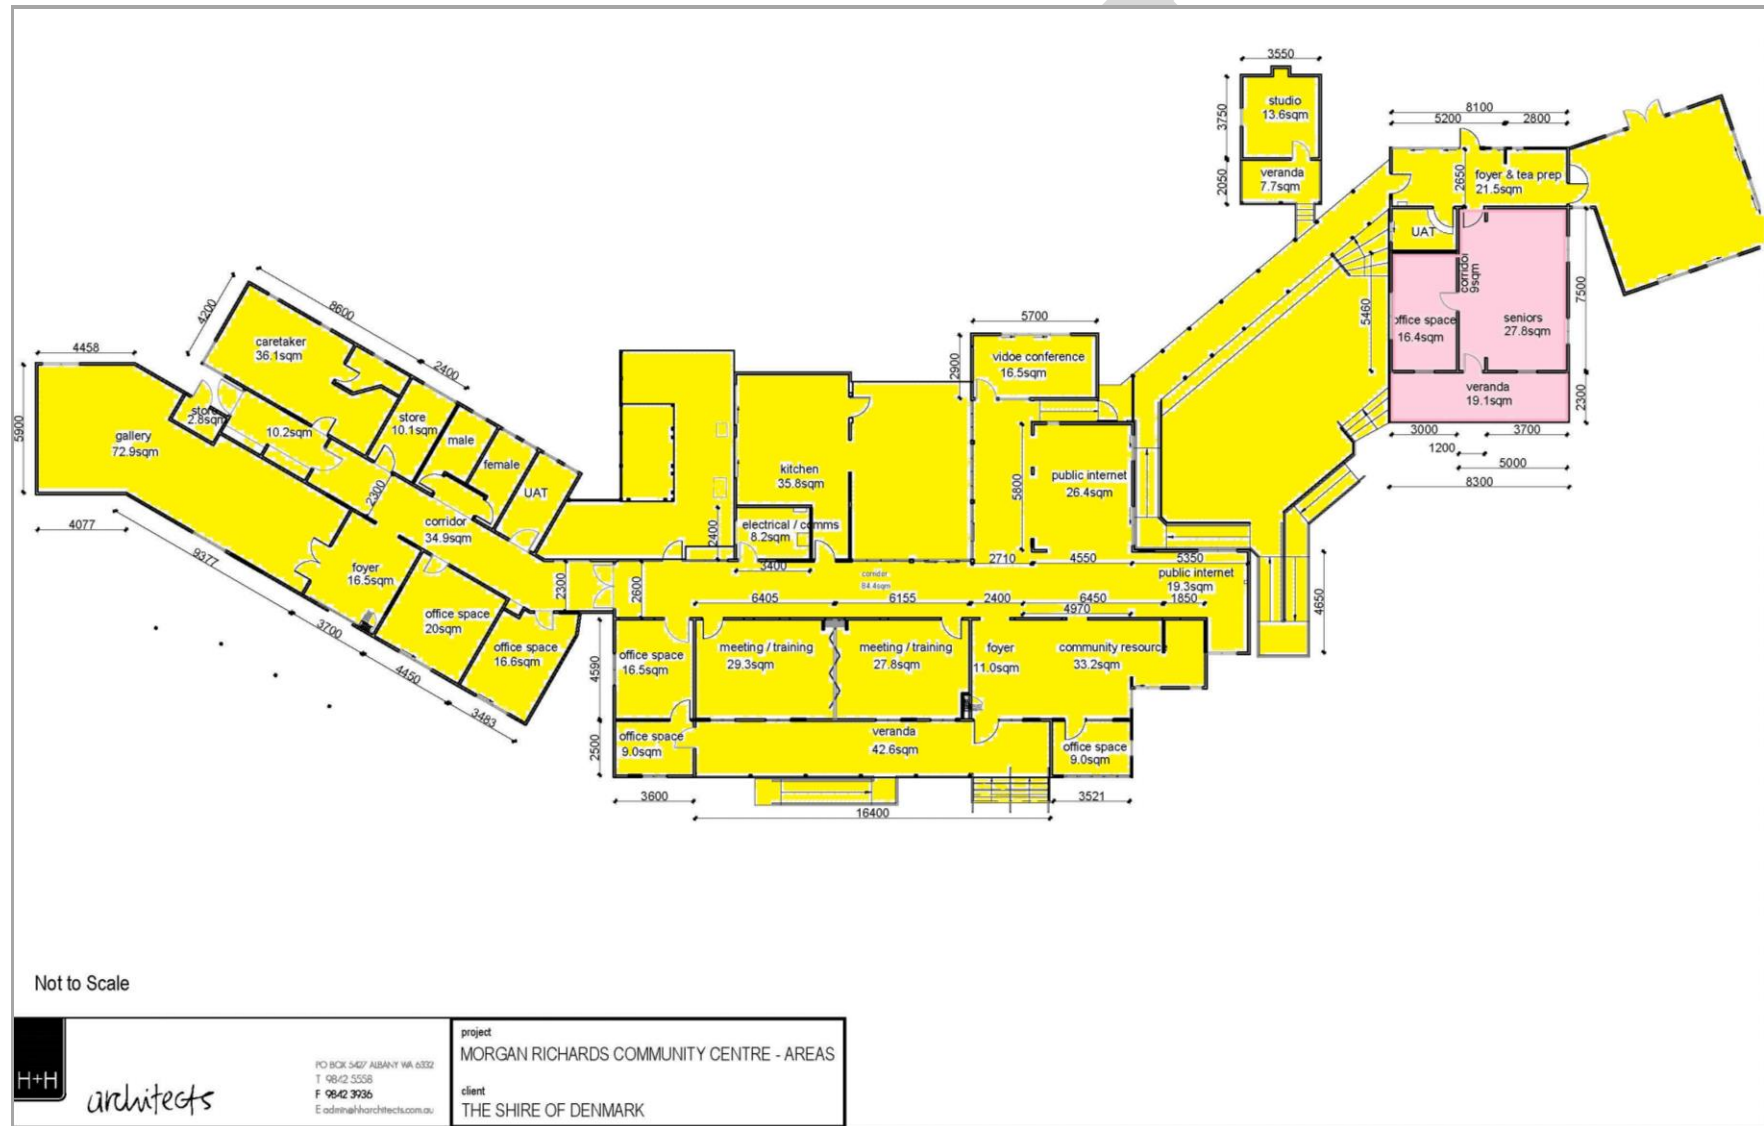 3550
studio
13.6sqm
3750
veranda
7.7sqm
2050
8100
5200
2800
2650
foyer & tea prep
21.5sqm
UAT
corridor
9sqm
5460
7500
office space
16.4sqm
seniors
27.8sqm
veranda
19.1sqm
2300
3000
3700
1200
5000
8300
4200
8600
2400
caretaker
36.1sqm
4458
5900
store
2.8sqm
10.2sqm
store
10.1sqm
male
female
UAT
gallery
72.9sqm
2300
corridor
34.9sqm
4077
9377
foyer
16.5sqm
office space
20sqm
office space
16.6sqm
3700
4450
3483
5700
2900
vidoe conference
16.5sqm
kitchen
35.8sqm
5800
public internet
26.4sqm
2400
electrical / comms
8.2sqm
3400
2710
4550
5350
2300
2600
corridor
84.4sqm
public internet
19.3sqm
4650
6405
6155
2400
6450
1850
4970
4590
office space
16.5sqm
meeting / training
29.3sqm
meeting / training
27.8sqm
foyer
11.0sqm
community resource
33.2sqm
2500
office space
9.0sqm
veranda
42.6sqm
office space
9.0sqm
3600
3521
16400
Not to Scale
H+H
architects
PO BOX 5427 ALBANY WA 6332
T 9842 5558
F 9842 3936
E admin@hharchitects.com.au
project
MORGAN RICHARDS COMMUNITY CENTRE - AREAS
client
THE SHIRE OF DENMARK